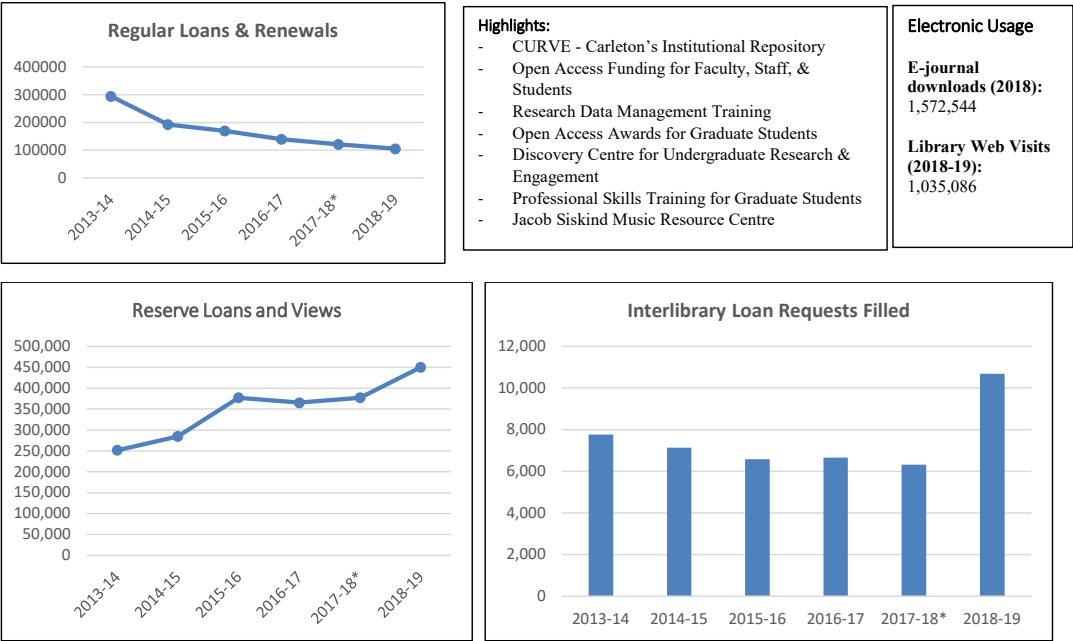 Regular Loans & Renewals
400000
300000
200000
100000
0
2013-14
2014-15
2015-16
2016-17
2017-18*
2018-19
Highlights:
- CURVE - Carleton's Institutional Repository
- Open Access Funding for Faculty, Staff, &
Students
- Research Data Management Training
- Open Access Awards for Graduate Students
- Discovery Centre for Undergraduate Research &
Engagement
- Professional Skills Training for Graduate Students
- Jacob Siskind Music Resource Centre
Electronic Usage
E-journal
downloads (2018):
1,572,544
Library Web Visits
(2018-19):
1,035,086
Reserve Loans and Views
500,000
450,000
400,000
350,000
300,000
250,000
200,000
150,000
100,000
50,000
0
2013-14
2014-15
2015-16
2016-17
2017-18*
2018-19
Interlibrary Loan Requests Filled
12,000
10,000
8,000
6,000
4,000
2,000
0
2013-14 2014-15 2015-16 2016-17 2017-18* 2018-19